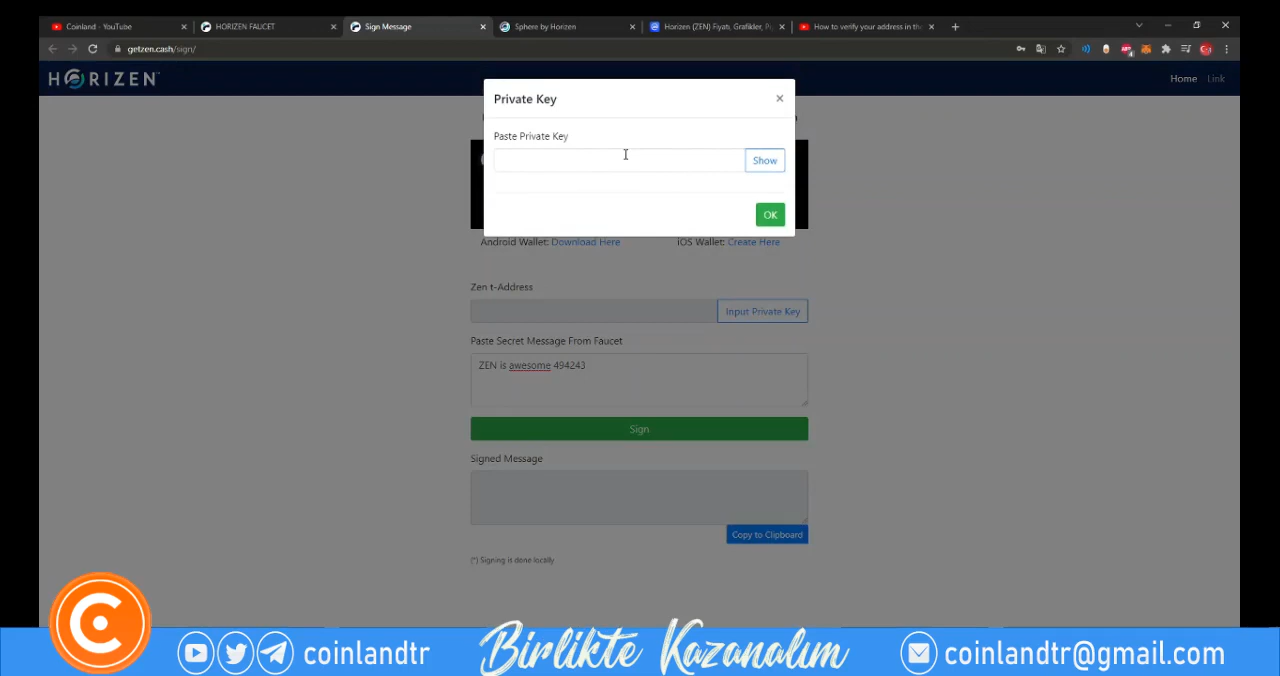 Coinland - YouTube
HORIZEN FAUCET
Sign Message
Sphere by Horizen
Horizen (ZEN) Fiyatı, Grafikler, Pi
How to verify your address in the
getzen.cash/sign/
HORIZEN
Home Link
Private Key
Paste Private Key
Show
OK
Android Wallet: Download Here
iOS Wallet: Create Here
Zen t-Address
Input Private Key
Paste Secret Message From Faucet
ZEN is awesome 494243
Sign
Signed Message
Copy to Clipboard
(*) Signing is done locally
coinlandtr
Birlikte Kazanalım
coinlandtr@gmail.com